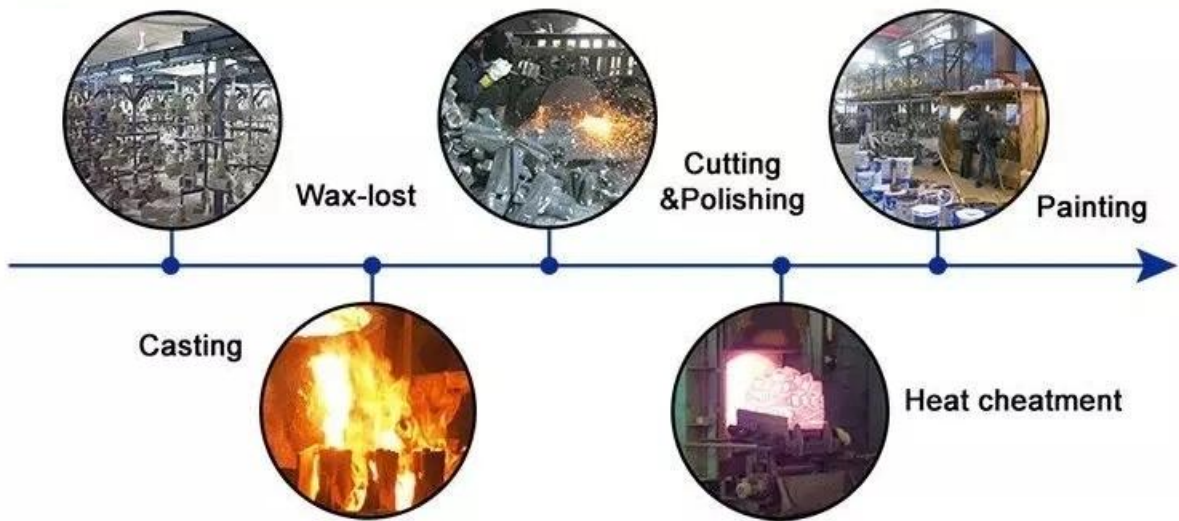 Wax-lost
Casting
Cutting
&Polishing
Heat cheatment
Painting